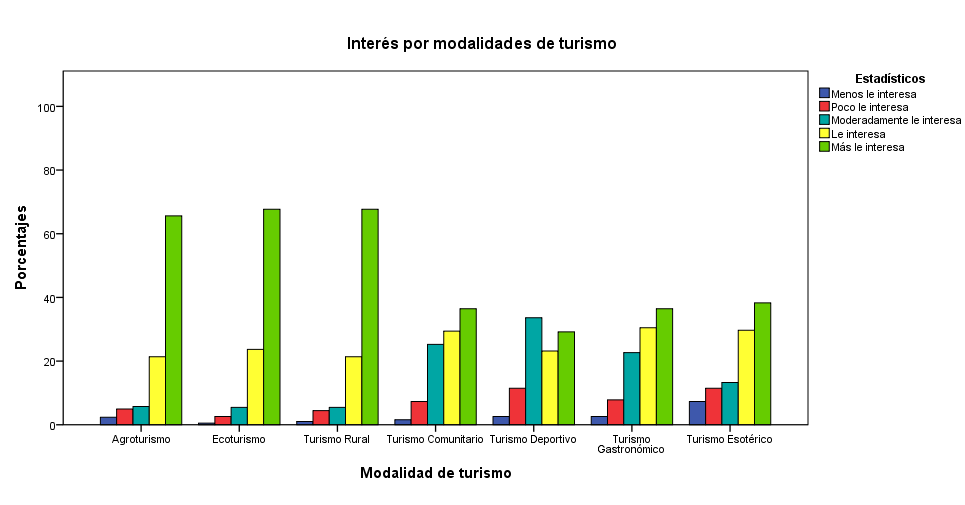 Interés por modalidades de turismo
Estadísticos
Menos le interesa
Poco le interesa
Moderadamente le interesa
Le interesa
Más le interesa
Porcentajes
100
80
60
40
20
0
Agroturismo
Ecoturismo
Turismo Rural
Turismo Comunitario
Turismo Deportivo
Turismo
Gastronómico
Turismo Esotérico
Modalidad de turismo